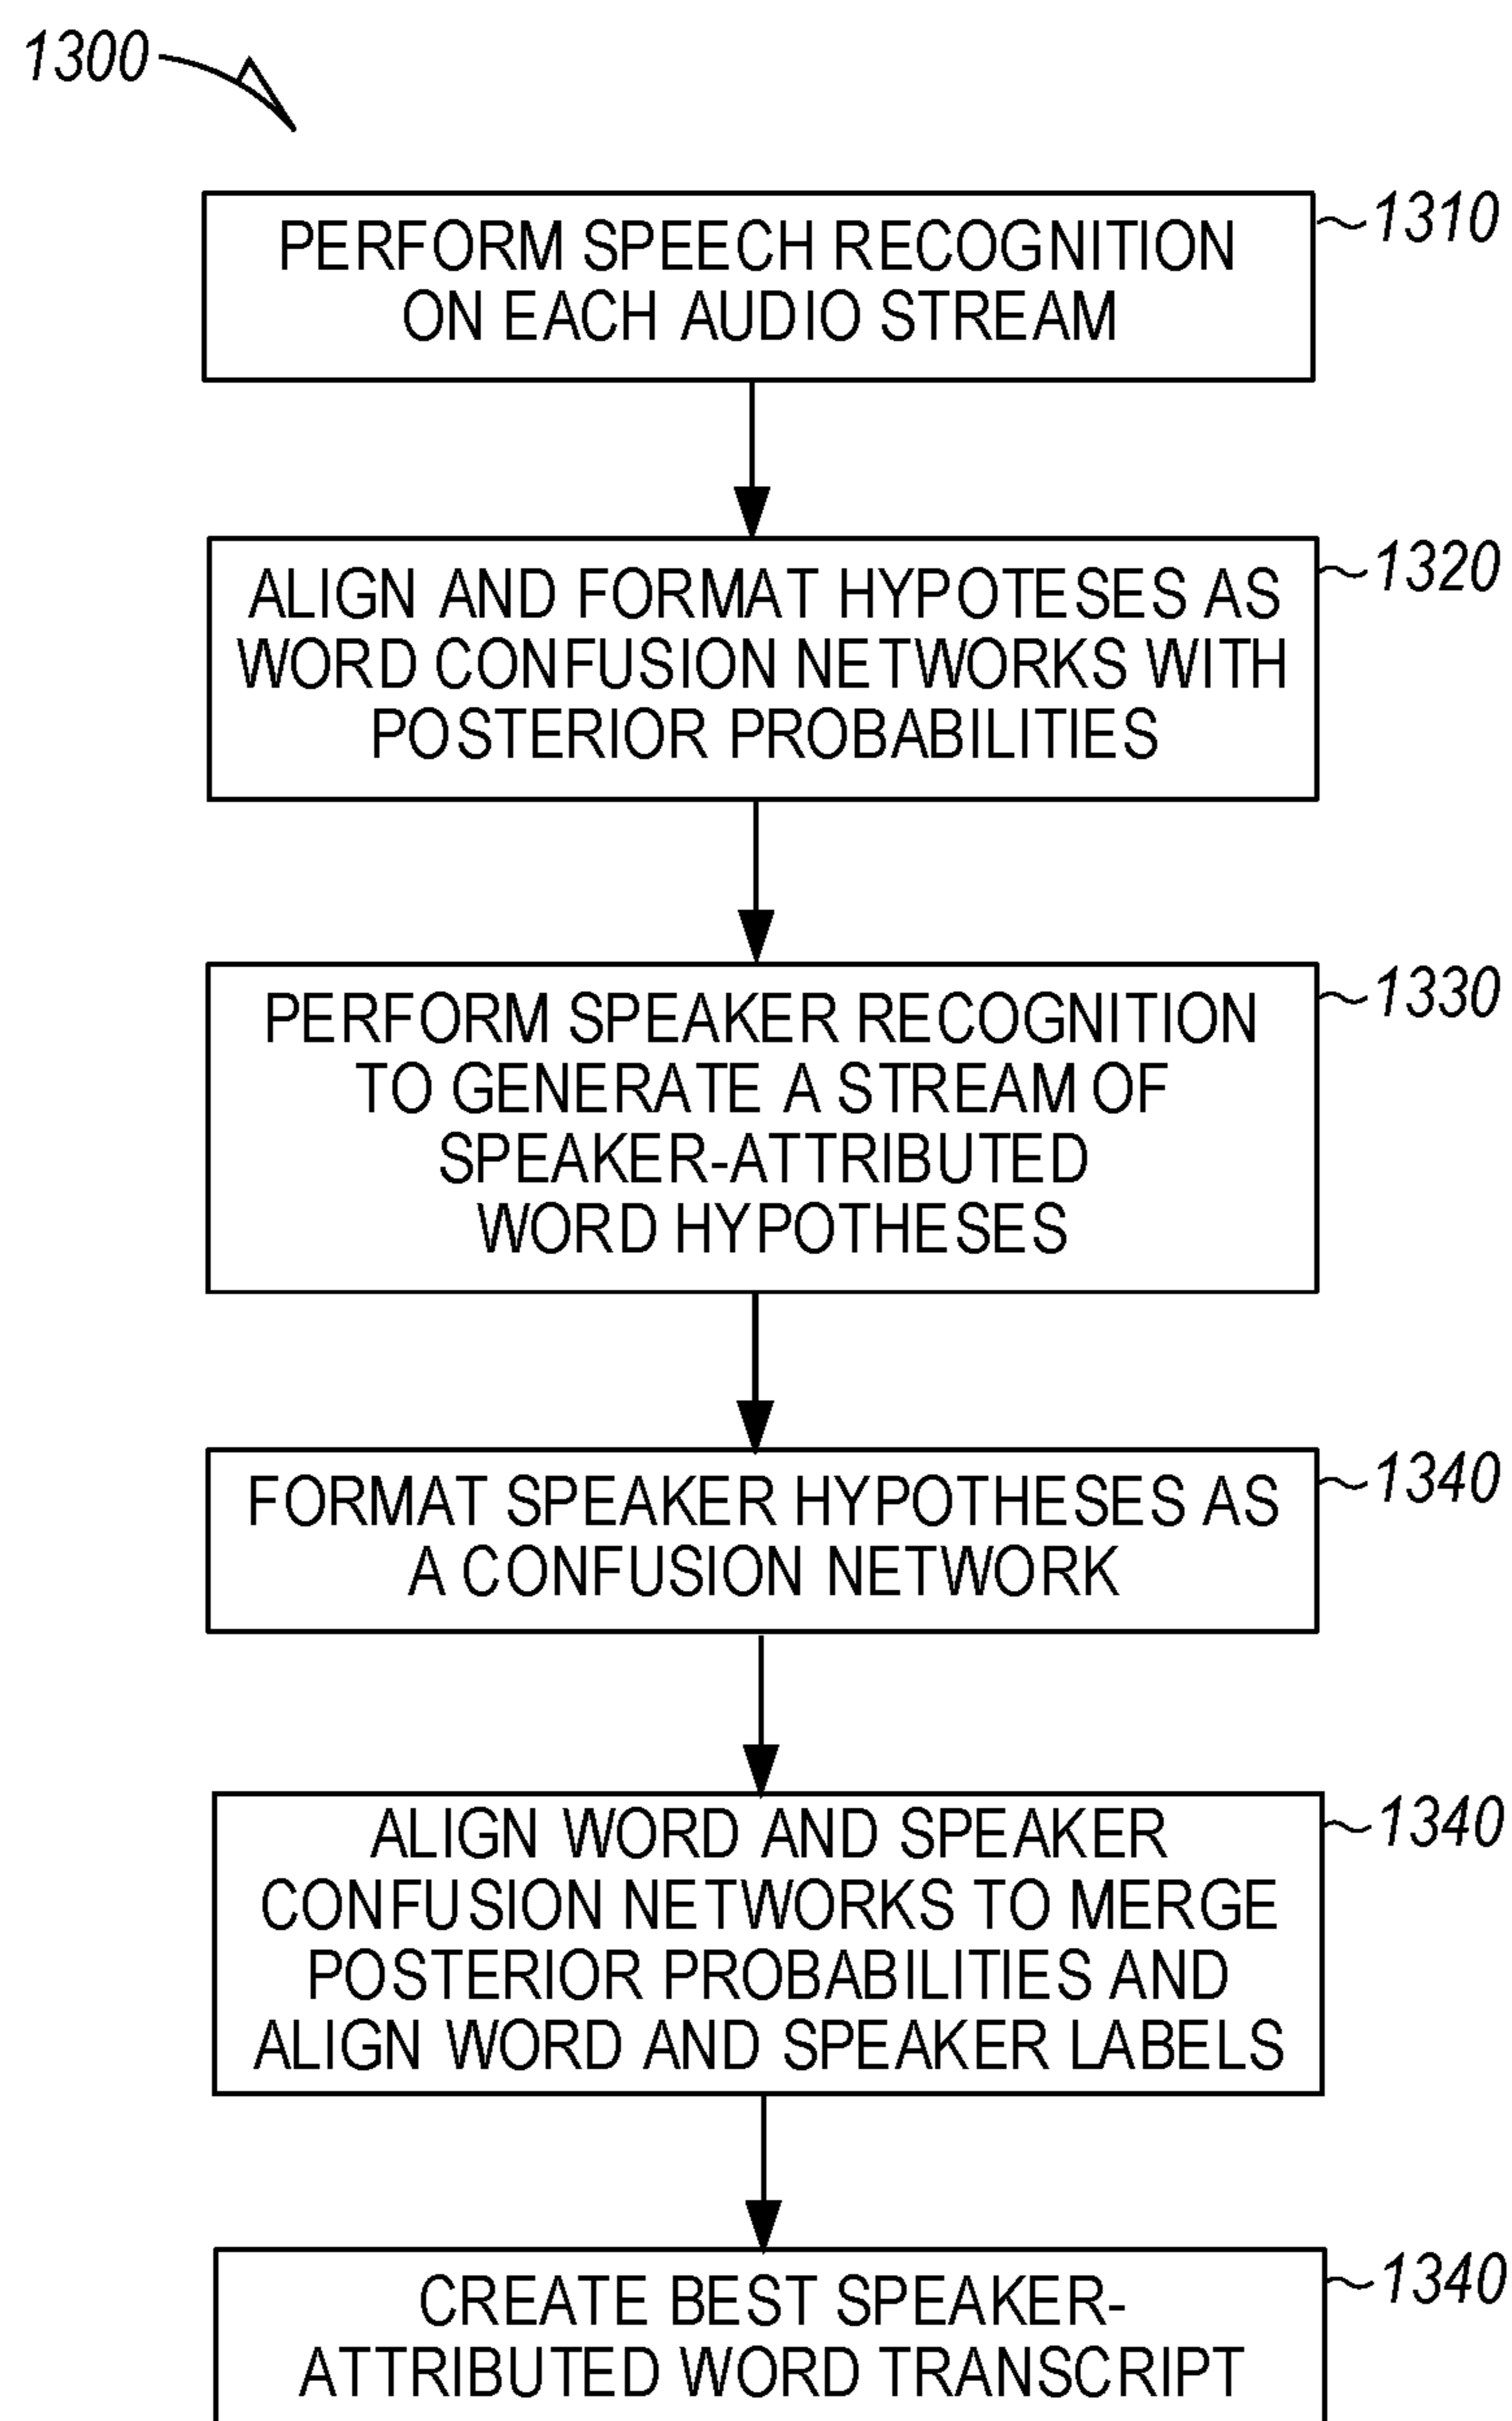 1300
PERFORM SPEECH RECOGNITION
ON EACH AUDIO STREAM
1310
ALIGN AND FORMAT HYPOTESES AS
WORD CONFUSION NETWORKS WITH
POSTERIOR PROBABILITIES
1320
PERFORM SPEAKER RECOGNITION
TO GENERATE A STREAM OF
SPEAKER-ATTRIBUTED
WORD HYPOTHESES
1330
FORMAT SPEAKER HYPOTHESES AS
A CONFUSION NETWORK
1340
ALIGN WORD AND SPEAKER
CONFUSION NETWORKS TO MERGE
POSTERIOR PROBABILITIES AND
ALIGN WORD AND SPEAKER LABELS
1340
CREATE BEST SPEAKER-
ATTRIBUTED WORD TRANSCRIPT
1340